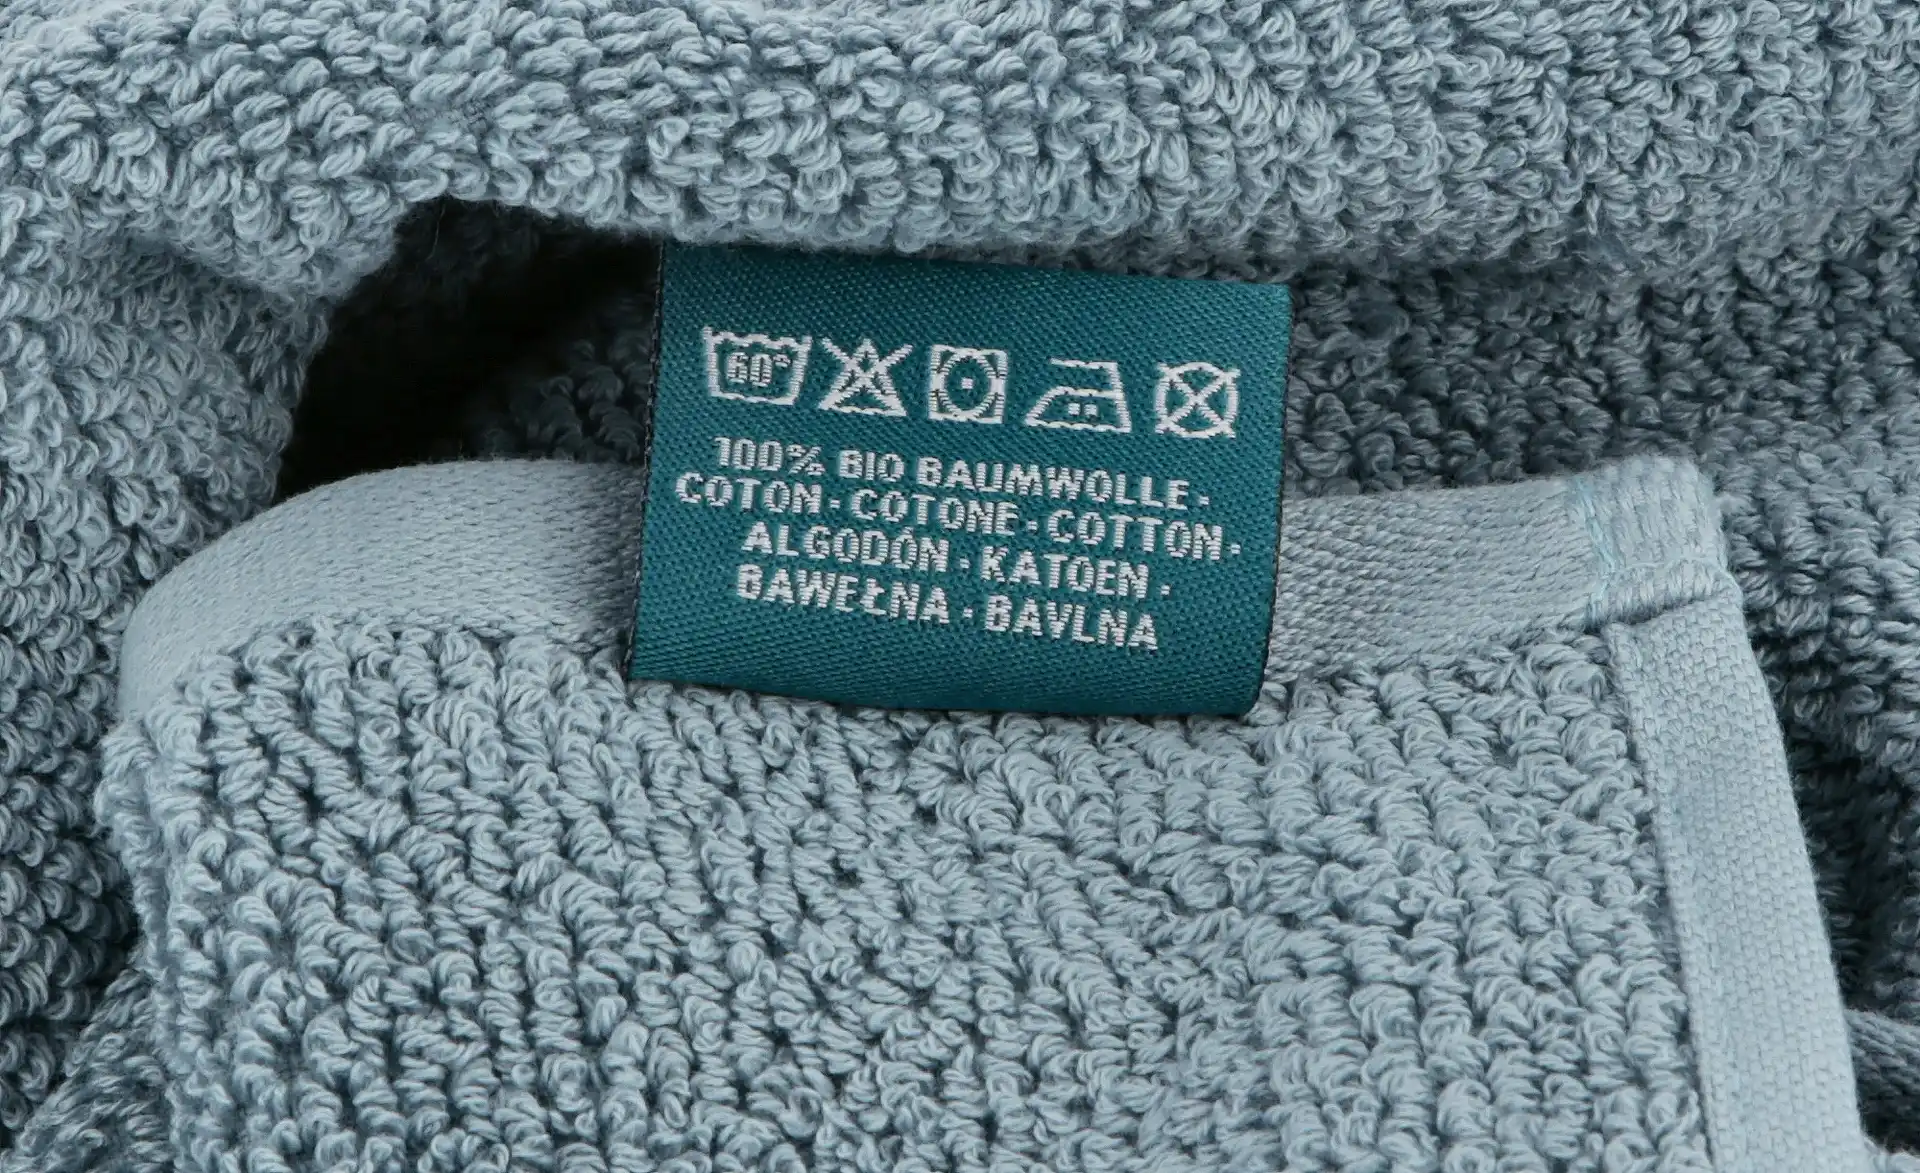 60°
100% BIO BAUMWOLLE ·
COTON · COTONE · COTTON ·
ALGODÓN · KATOEN ·
BAWEŁNA · BAVLNA